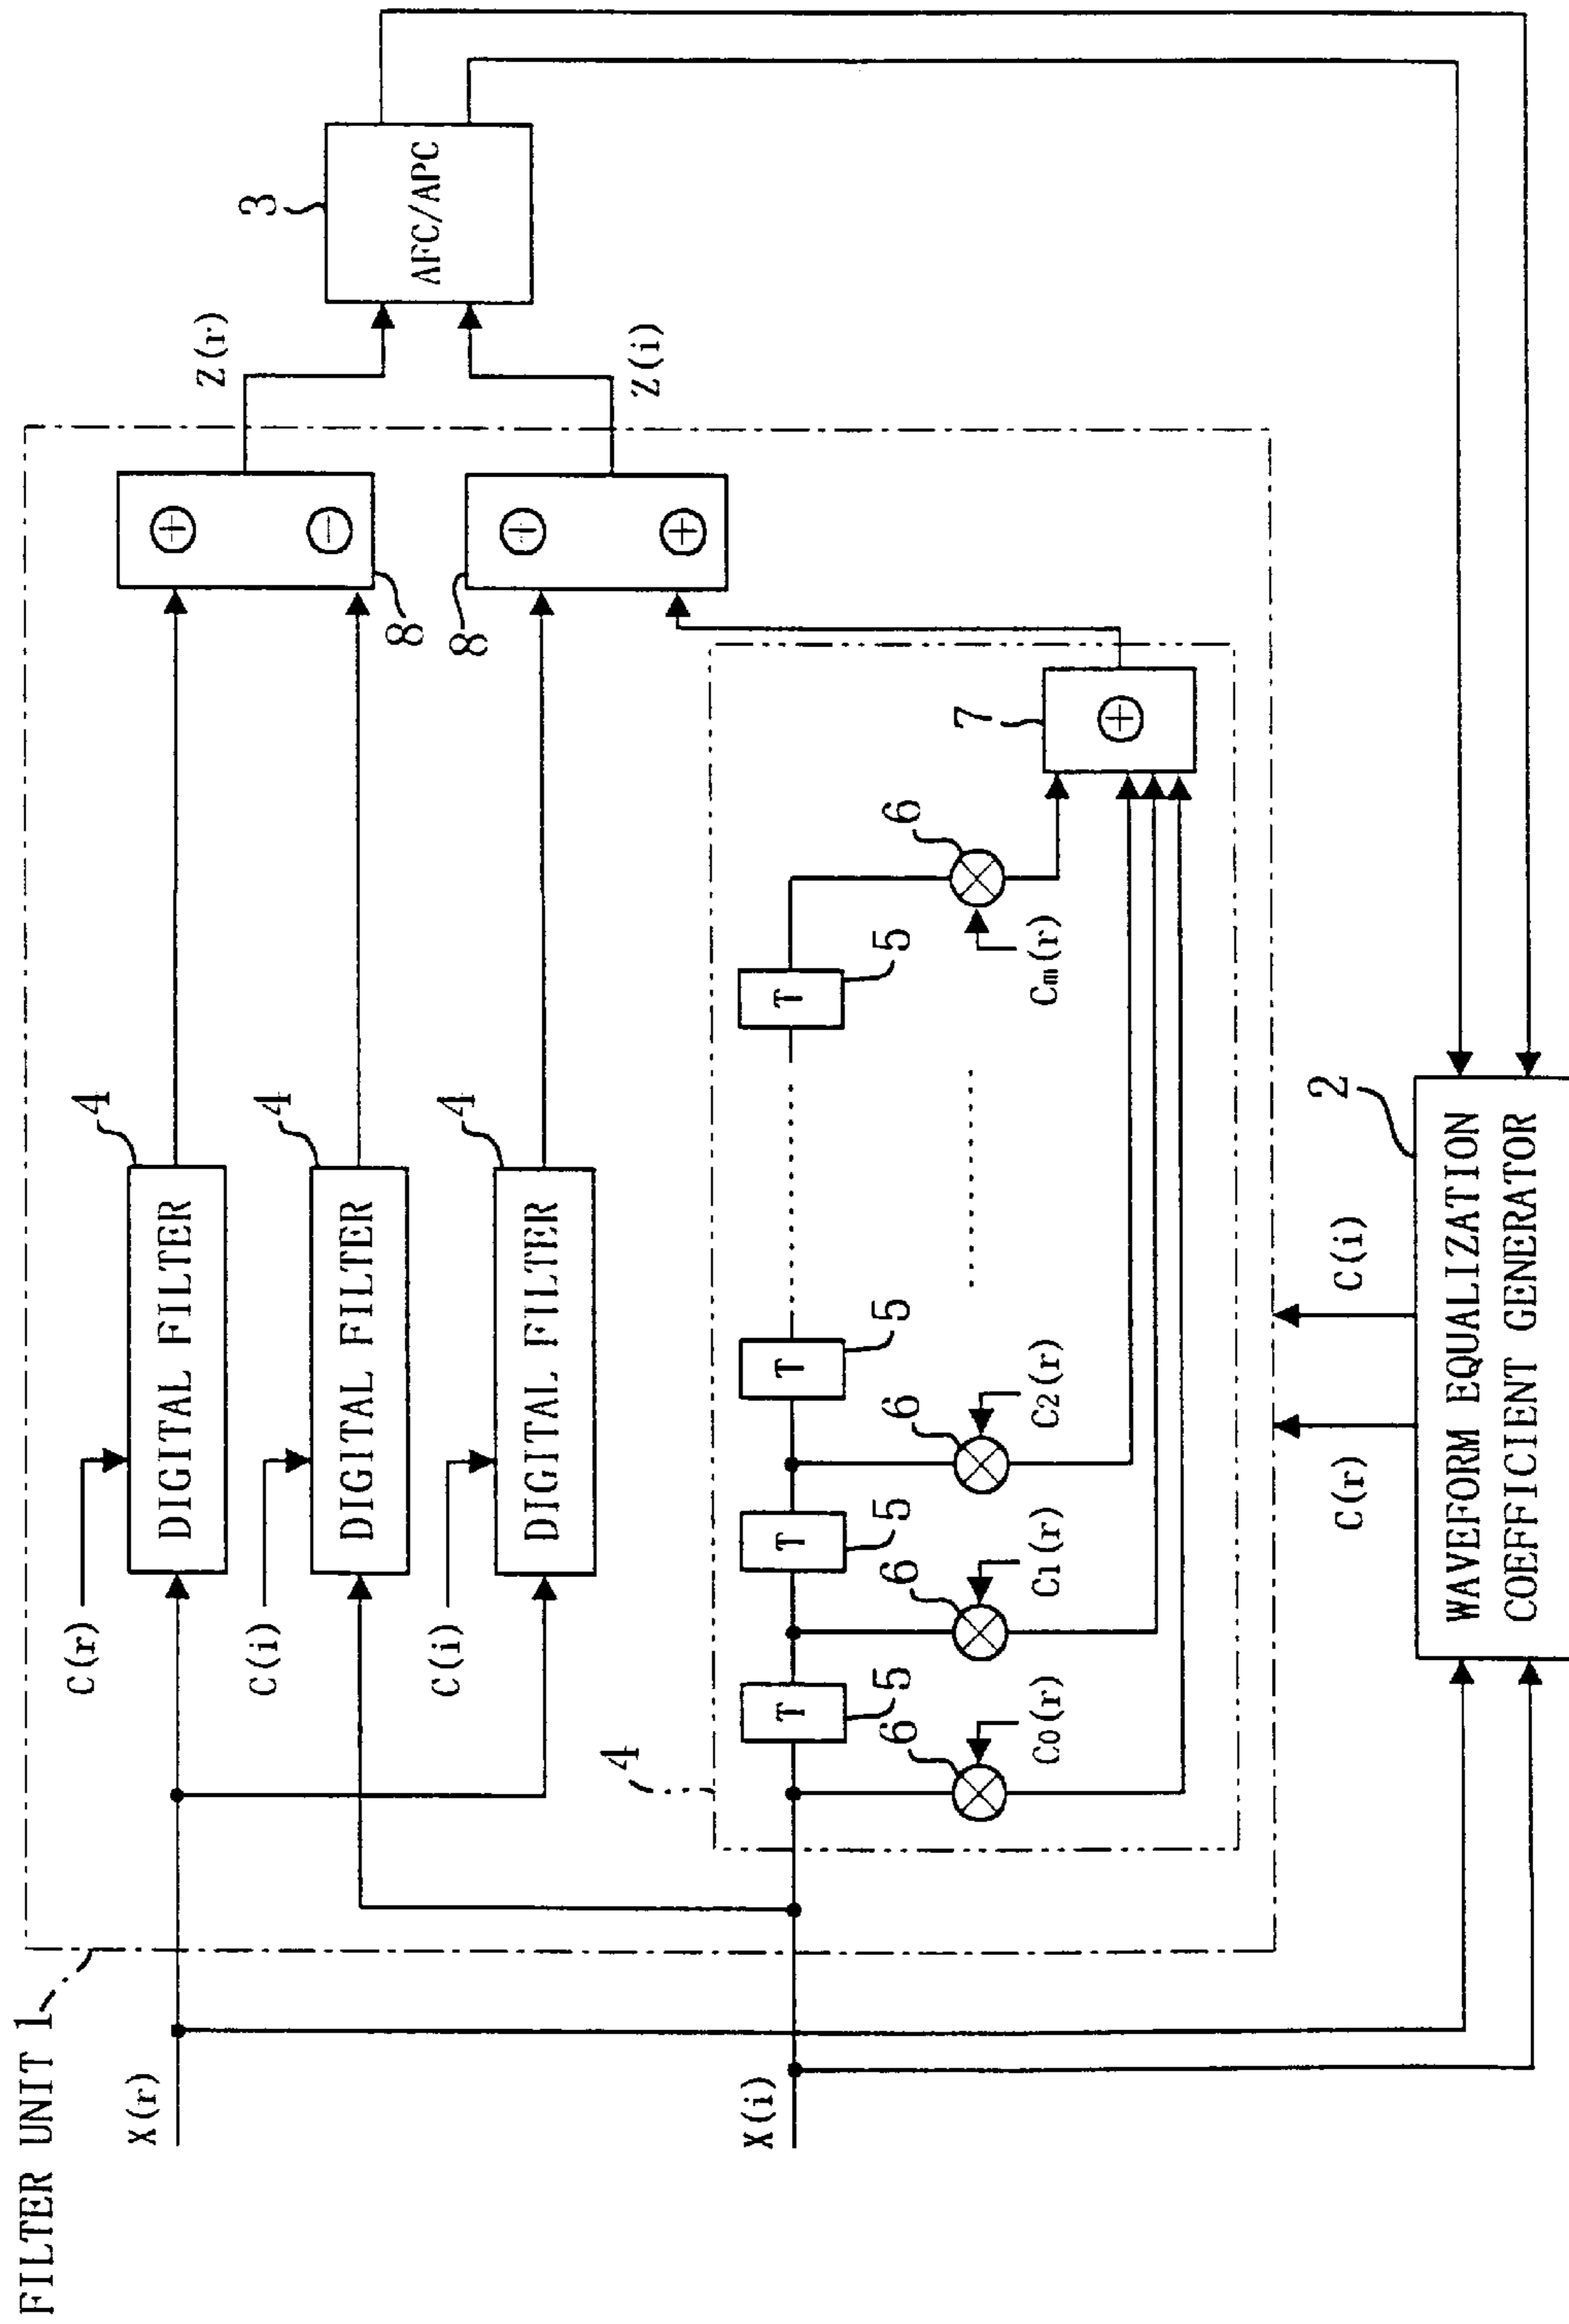 FILTER UNIT 1
X(r)
X(i)
C(r)
DIGITAL FILTER
4
C(i)
DIGITAL FILTER
4
C(i)
DIGITAL FILTER
4
8
8
Z(r)
Z(i)
3
AFC/APC
4
T
5
T
5
T
5
T
5
6
C0(r)
6
C1(r)
6
C2(r)
6
Cm(r)
7
C(r)
C(i)
2
WAVEFORM EQUALIZATION
COEFFICIENT GENERATOR